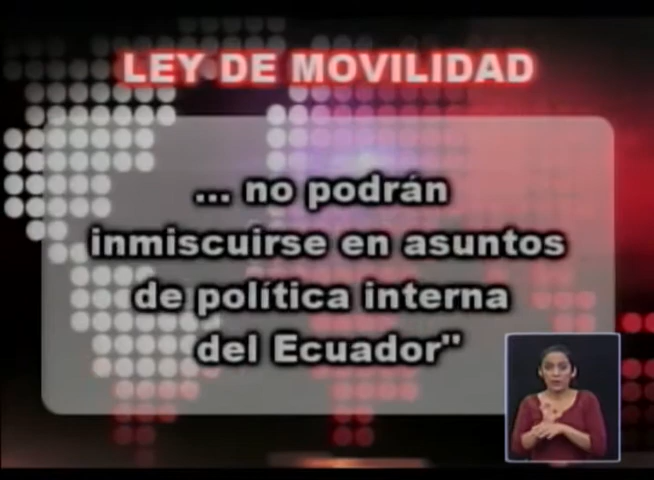 LEY DE MOVILIDAD
... no podrán
inmiscuirse en asuntos
de política interna
del Ecuador"